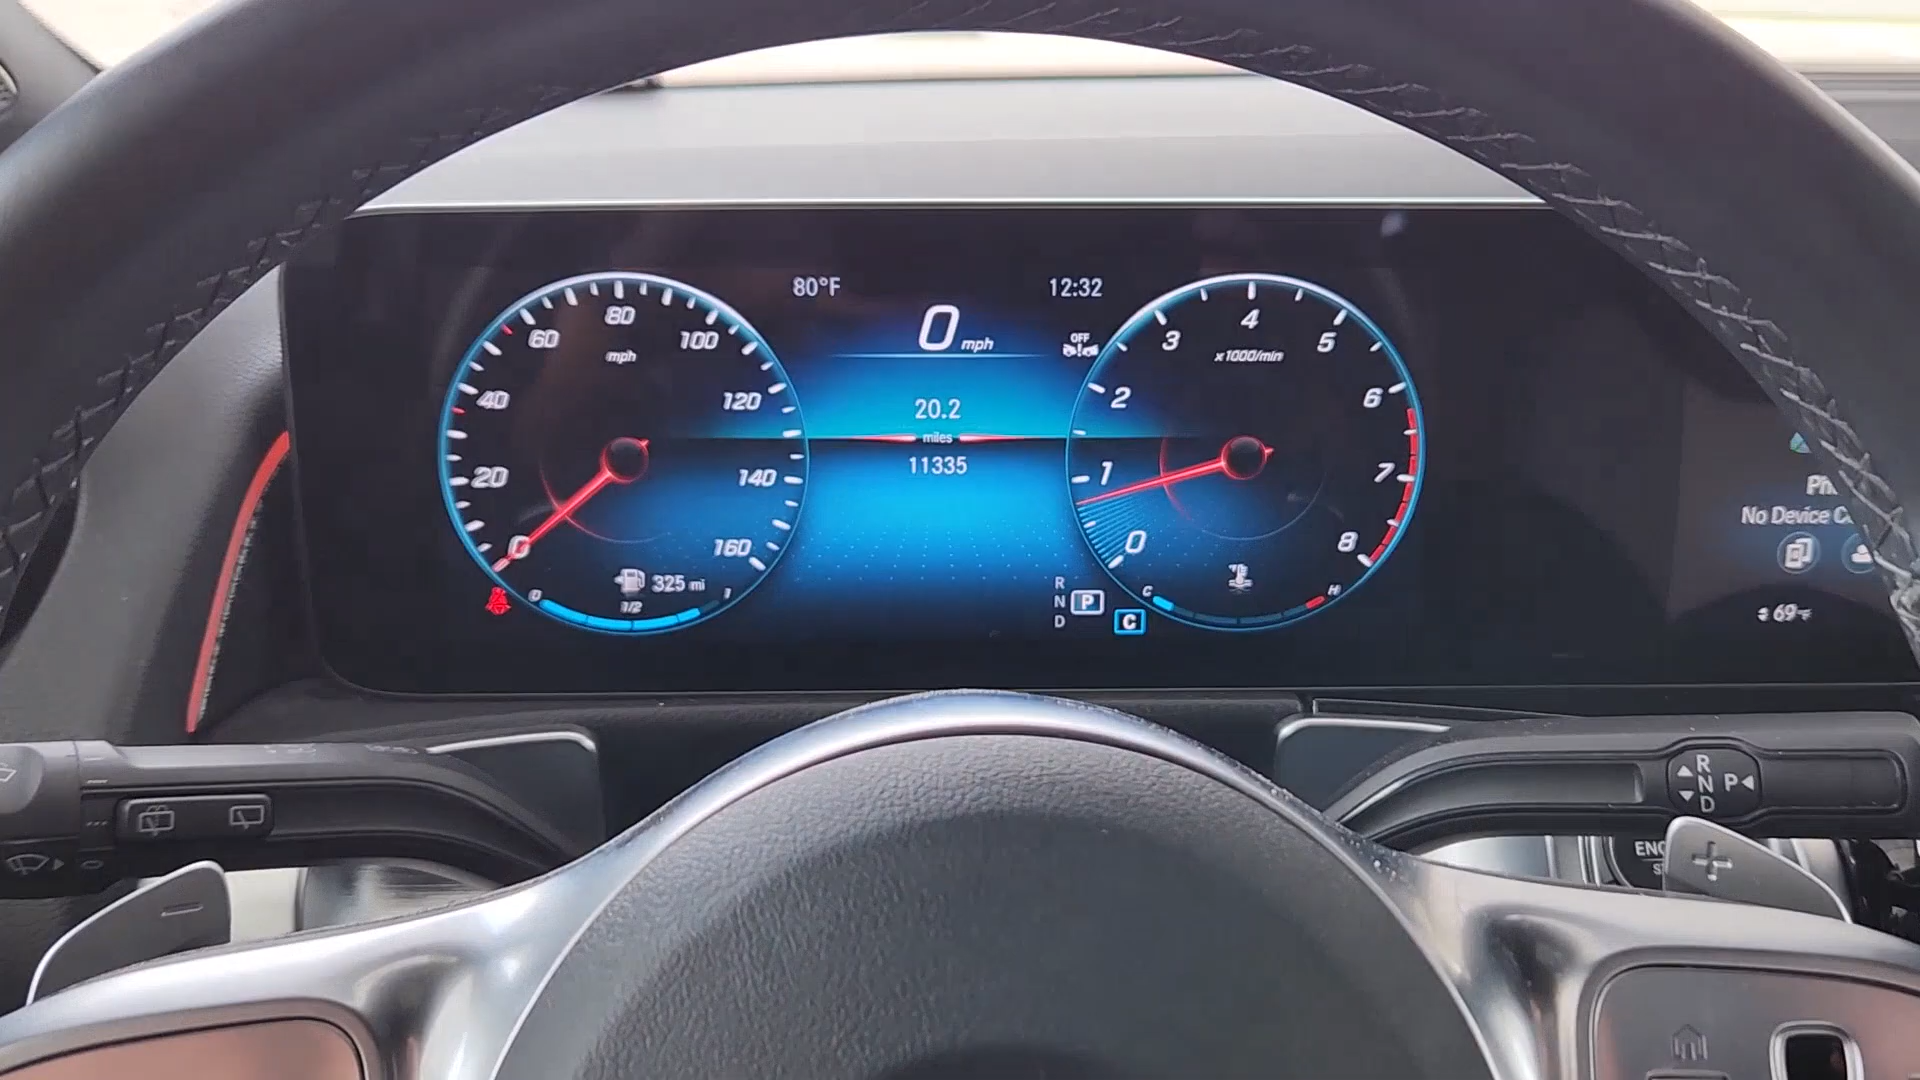 80°F
12:32
0 mph
OFF
20.2
miles
11335
0
20
40
60
80
100
120
140
160
mph
325 mi
0
1/2
1
0
1
2
3
4
5
6
7
8
x1000/min
C
H
R
N
D
P
C
No Device
69°F
R
N
D
P